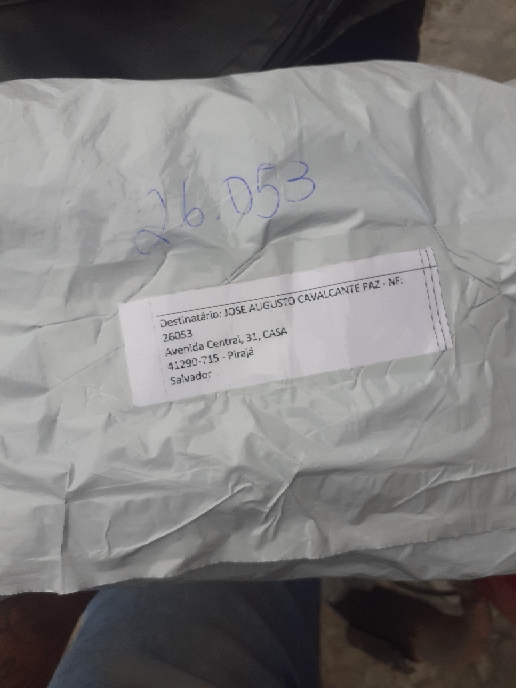 26.053
Destinatário: JOSE AUGUSTO CAVALCANTE PAZ - NF:
26053
Avenida Central, 31, CASA
41290-715 - Pirajá
Salvador